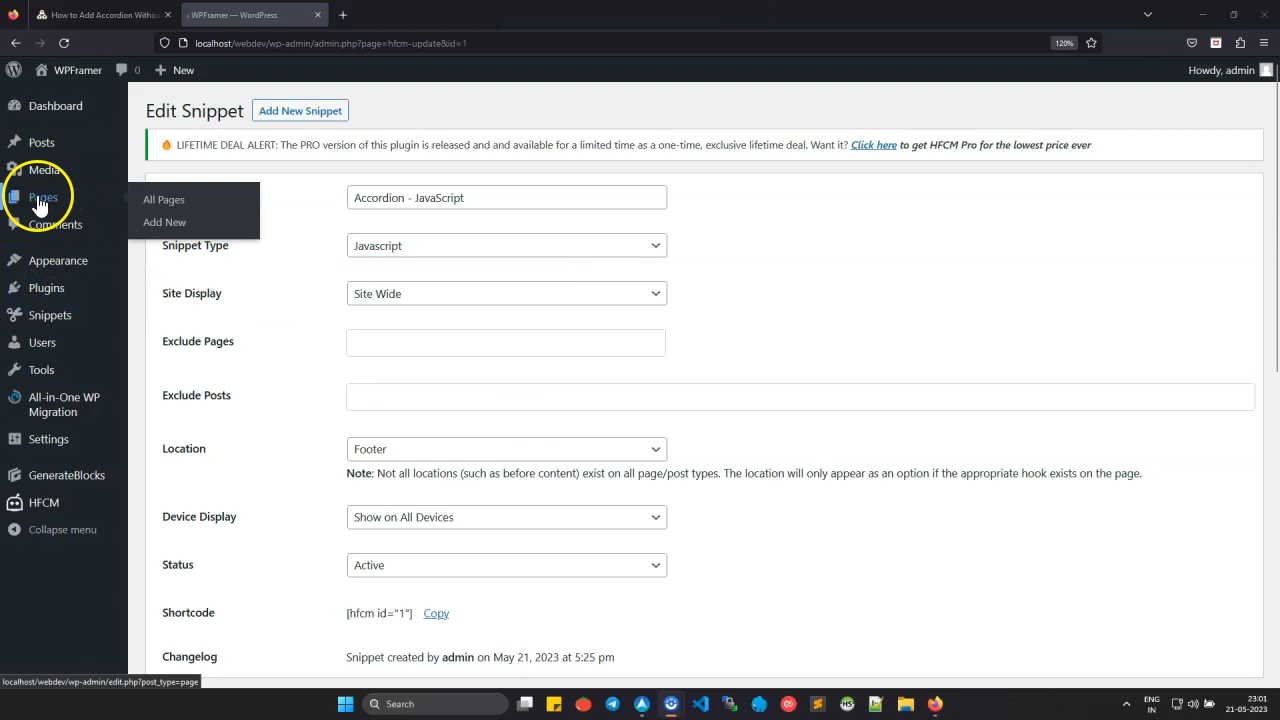 How to Add Accordion Withou
WPFramer — WordPress
localhost/webdev/wp-admin/admin.php?page=hfcm-update&id=1
120%
WPFramer
0
New
Howdy, admin
Dashboard
Posts
Media
Pages
Comments
Appearance
Plugins
Snippets
Users
Tools
All-in-One WP
Migration
Settings
GenerateBlocks
HFCM
Collapse menu
All Pages
Add New
Edit Snippet
Add New Snippet
LIFETIME DEAL ALERT: The PRO version of this plugin is released and and available for a limited time as a one-time, exclusive lifetime deal. Want it? Click here to get HFCM Pro for the lowest price ever
Accordion - JavaScript
Snippet Type
Javascript
Site Display
Site Wide
Exclude Pages
Exclude Posts
Location
Footer
Note: Not all locations (such as before content) exist on all page/post types. The location will only appear as an option if the appropriate hook exists on the page.
Device Display
Show on All Devices
Status
Active
Shortcode
[hfcm id="1"] Copy
Changelog
Snippet created by admin on May 21, 2023 at 5:25 pm
localhost/webdev/wp-admin/edit.php?post_type=page
Search
ENG
IN
23:01
21-05-2023